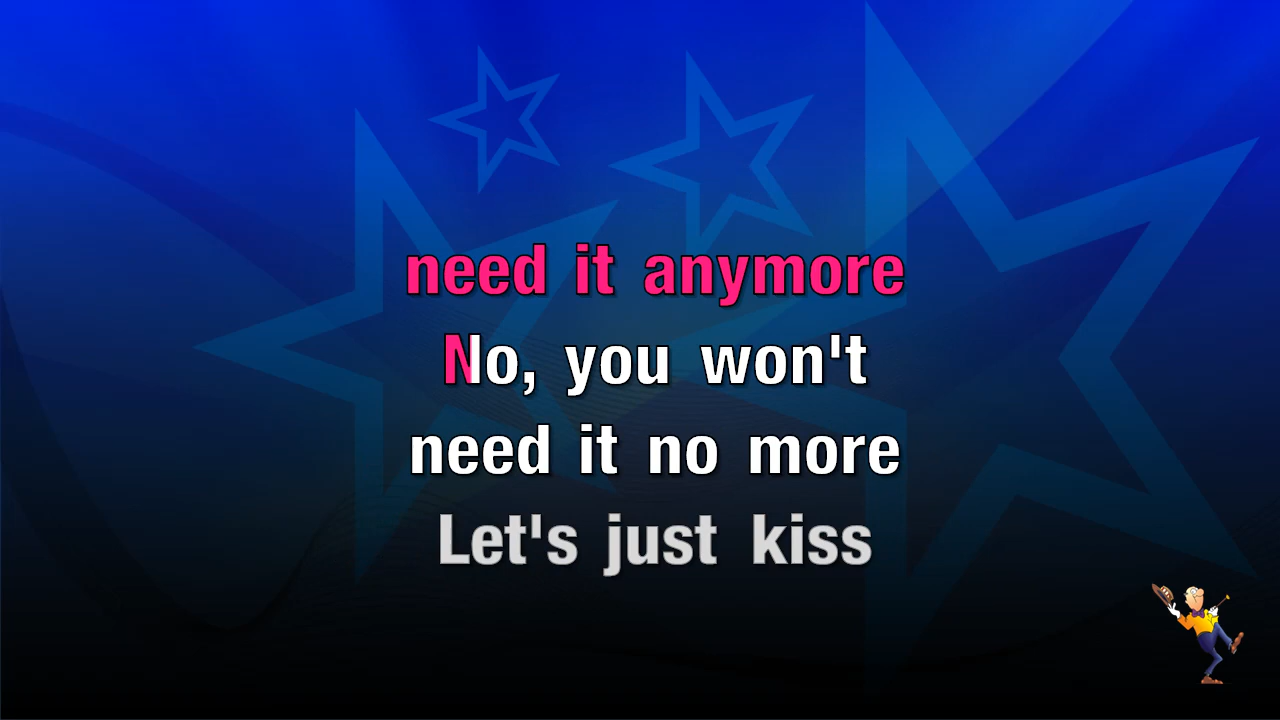 need it anymore
No, you won't
need it no more
Let's just kiss